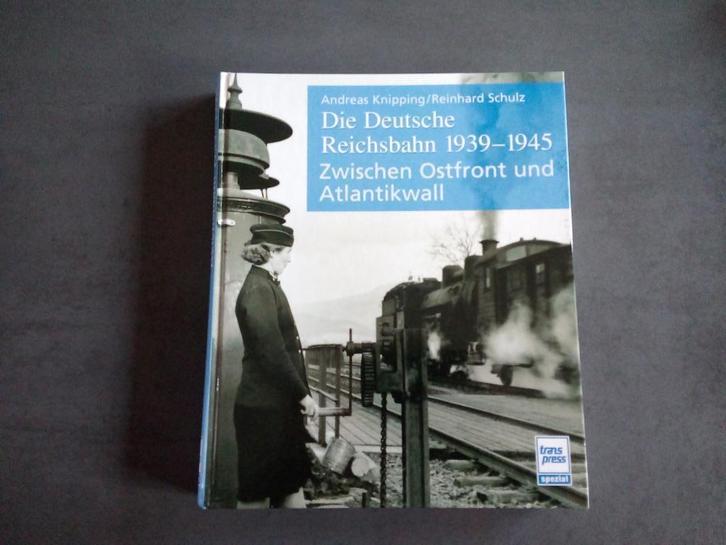 Andreas Knipping/Reinhard Schulz
Die Deutsche
Reichsbahn 1939–1945
Zwischen Ostfront und
Atlantikwall
trans
press
spezial